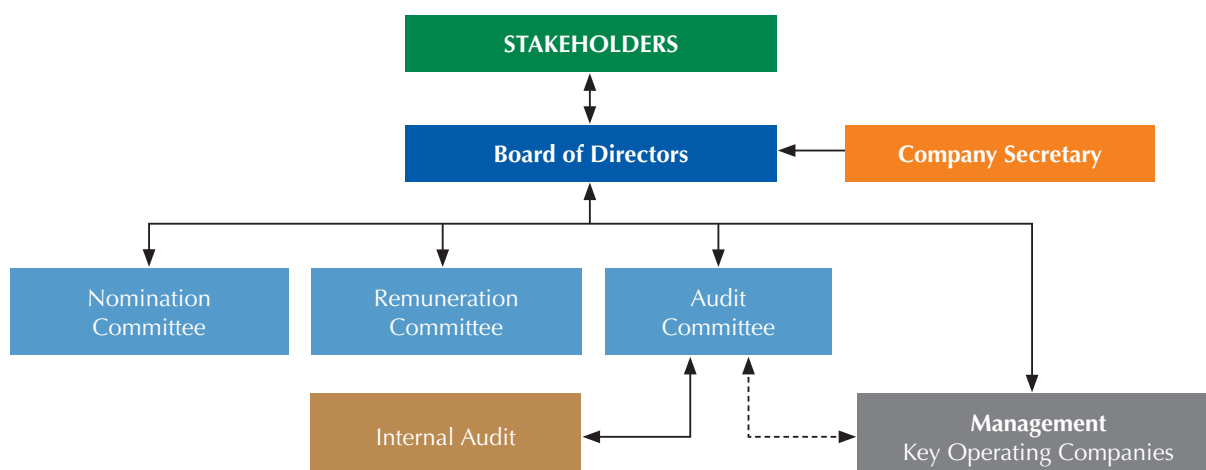 STAKEHOLDERS
Board of Directors
Company Secretary
Nomination
Committee
Remuneration
Committee
Audit
Committee
Internal Audit
Management
Key Operating Companies